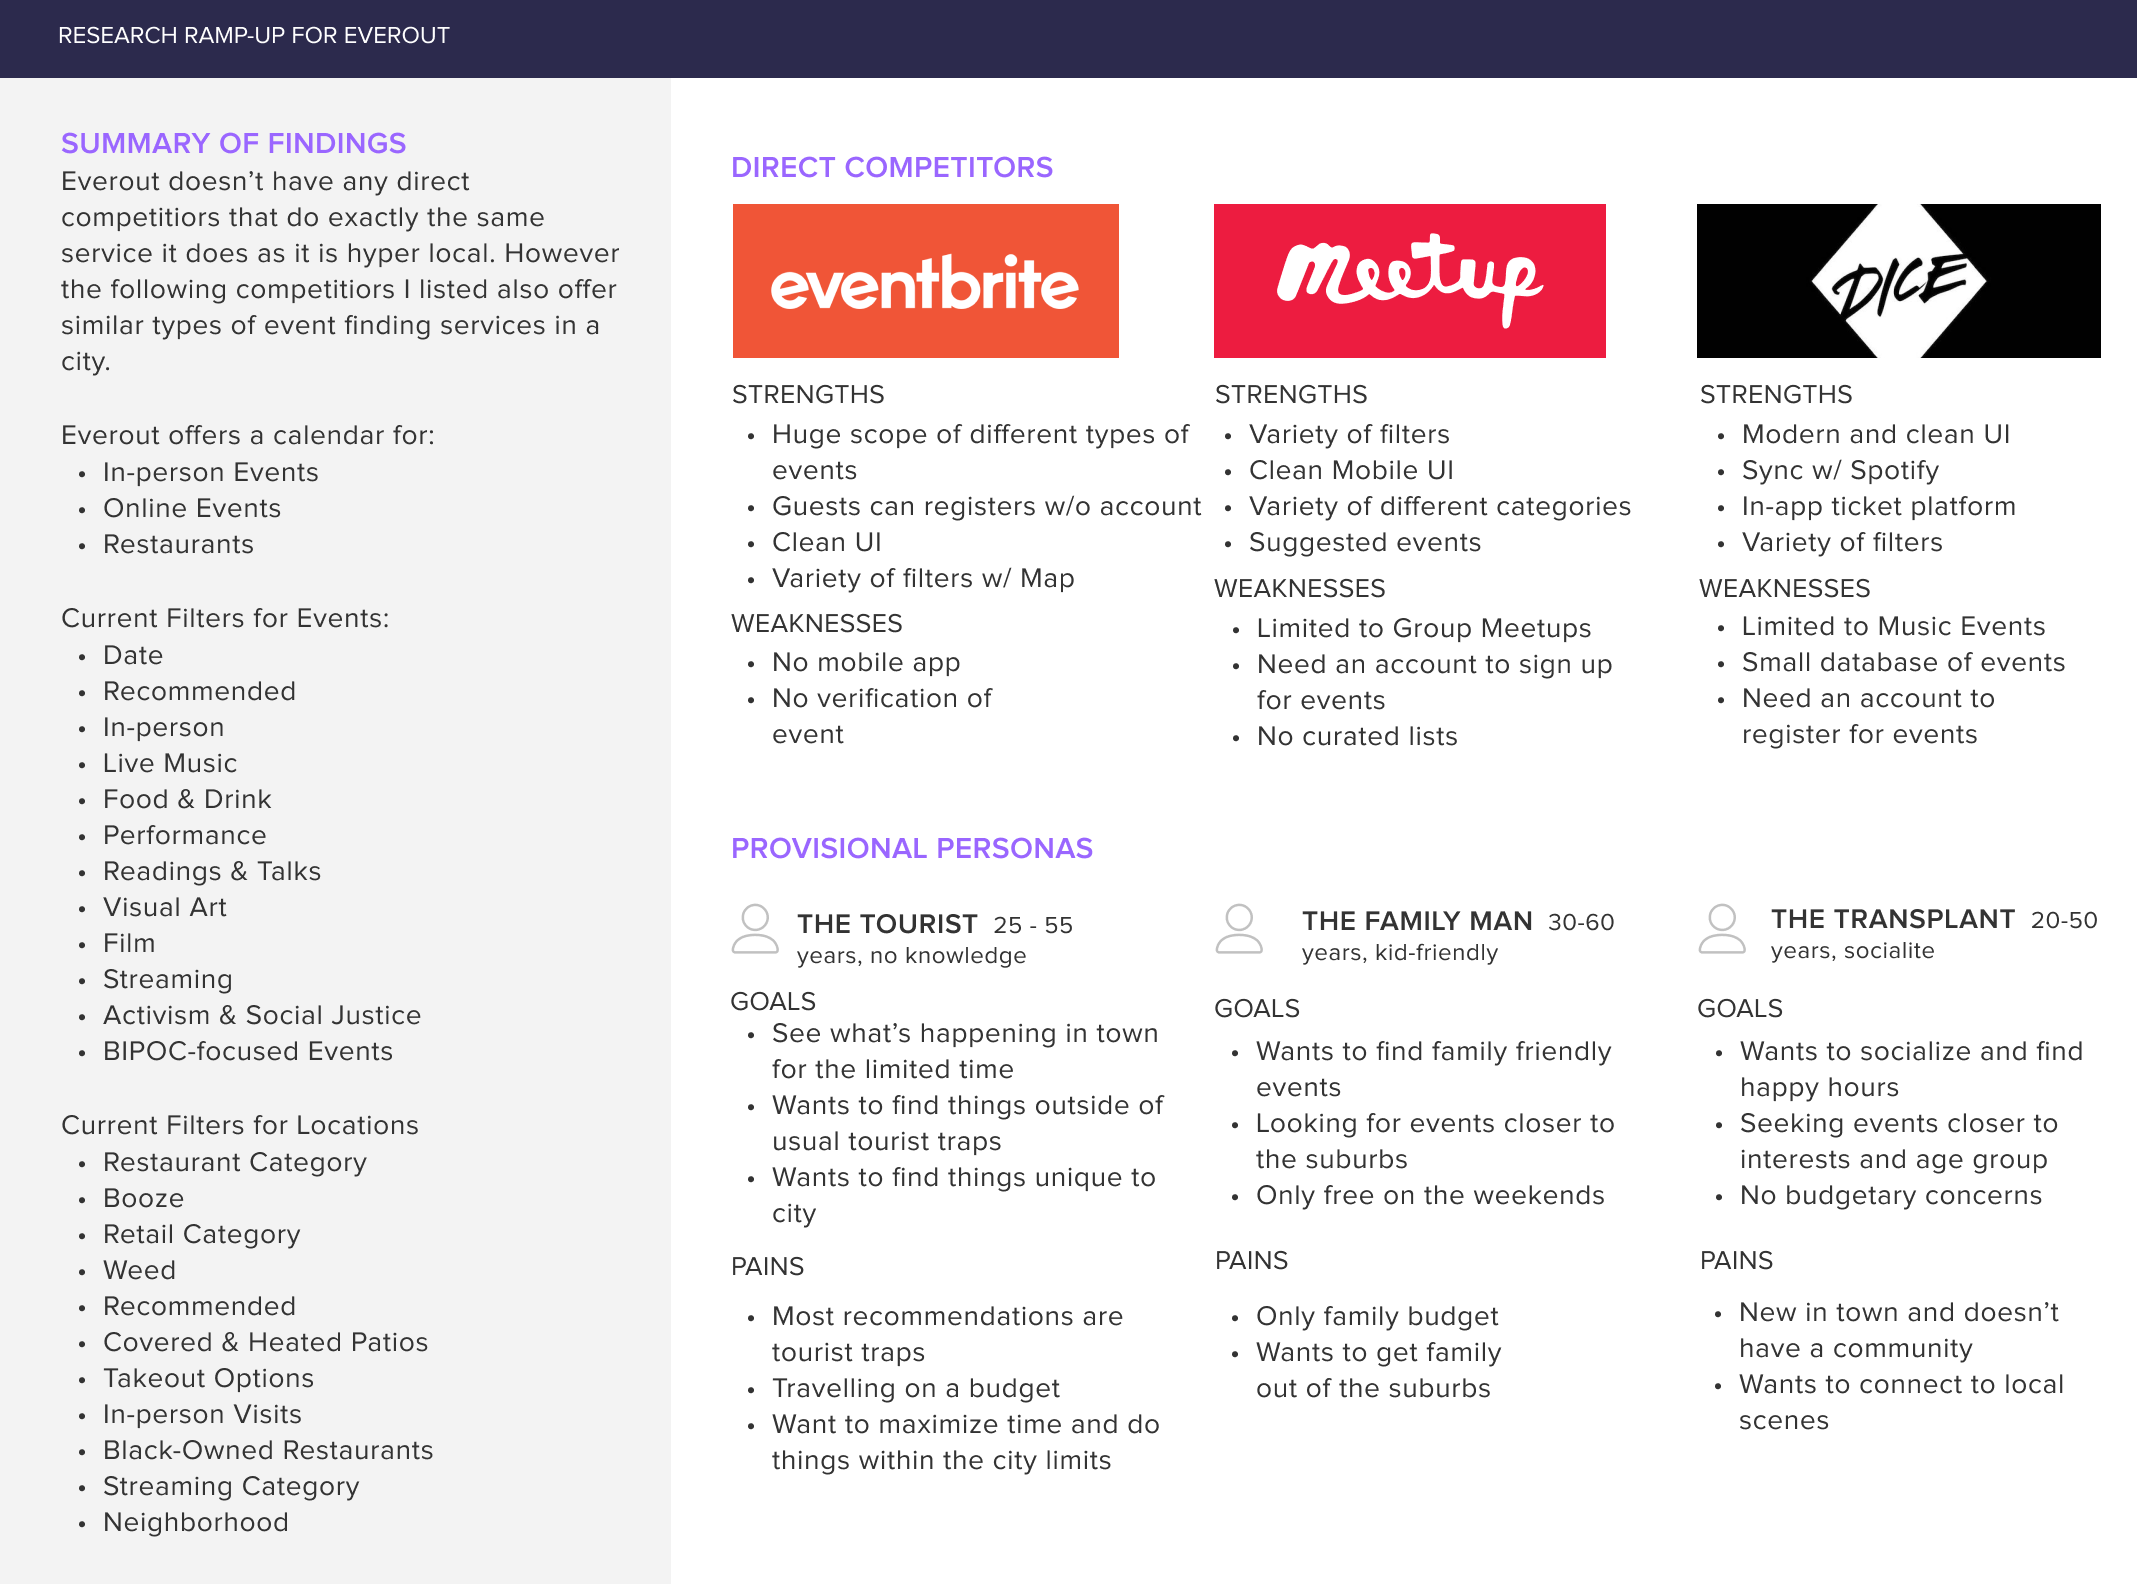 RESEARCH RAMP-UP FOR EVEROUT
SUMMARY OF FINDINGS
Everout doesn’t have any direct
competitiors that do exactly the same
service it does as it is hyper local. However
the following competitiors I listed also offer
similar types of event finding services in a
city.
Everout offers a calendar for:
• In-person Events
• Online Events
• Restaurants
Current Filters for Events:
• Date
• Recommended
• In-person
• Live Music
• Food & Drink
• Performance
• Readings & Talks
• Visual Art
• Film
• Streaming
• Activism & Social Justice
• BIPOC-focused Events
Current Filters for Locations
• Restaurant Category
• Booze
• Retail Category
• Weed
• Recommended
• Covered & Heated Patios
• Takeout Options
• In-person Visits
• Black-Owned Restaurants
• Streaming Category
• Neighborhood
DIRECT COMPETITORS
eventbrite
STRENGTHS
• Huge scope of different types of
events
• Guests can registers w/o account
• Clean UI
• Variety of filters w/ Map
WEAKNESSES
• No mobile app
• No verification of
event
meetup
STRENGTHS
• Variety of filters
• Clean Mobile UI
• Variety of different categories
• Suggested events
WEAKNESSES
• Limited to Group Meetups
• Need an account to sign up
for events
• No curated lists
DICE
STRENGTHS
• Modern and clean UI
• Sync w/ Spotify
• In-app ticket platform
• Variety of filters
WEAKNESSES
• Limited to Music Events
• Small database of events
• Need an account to
register for events
PROVISIONAL PERSONAS
THE TOURIST 25 - 55
years, no knowledge
GOALS
• See what’s happening in town
for the limited time
• Wants to find things outside of
usual tourist traps
• Wants to find things unique to
city
PAINS
• Most recommendations are
tourist traps
• Travelling on a budget
• Want to maximize time and do
things within the city limits
THE FAMILY MAN 30-60
years, kid-friendly
GOALS
• Wants to find family friendly
events
• Looking for events closer to
the suburbs
• Only free on the weekends
PAINS
• Only family budget
• Wants to get family
out of the suburbs
THE TRANSPLANT 20-50
years, socialite
GOALS
• Wants to socialize and find
happy hours
• Seeking events closer to
interests and age group
• No budgetary concerns
PAINS
• New in town and doesn’t
have a community
• Wants to connect to local
scenes